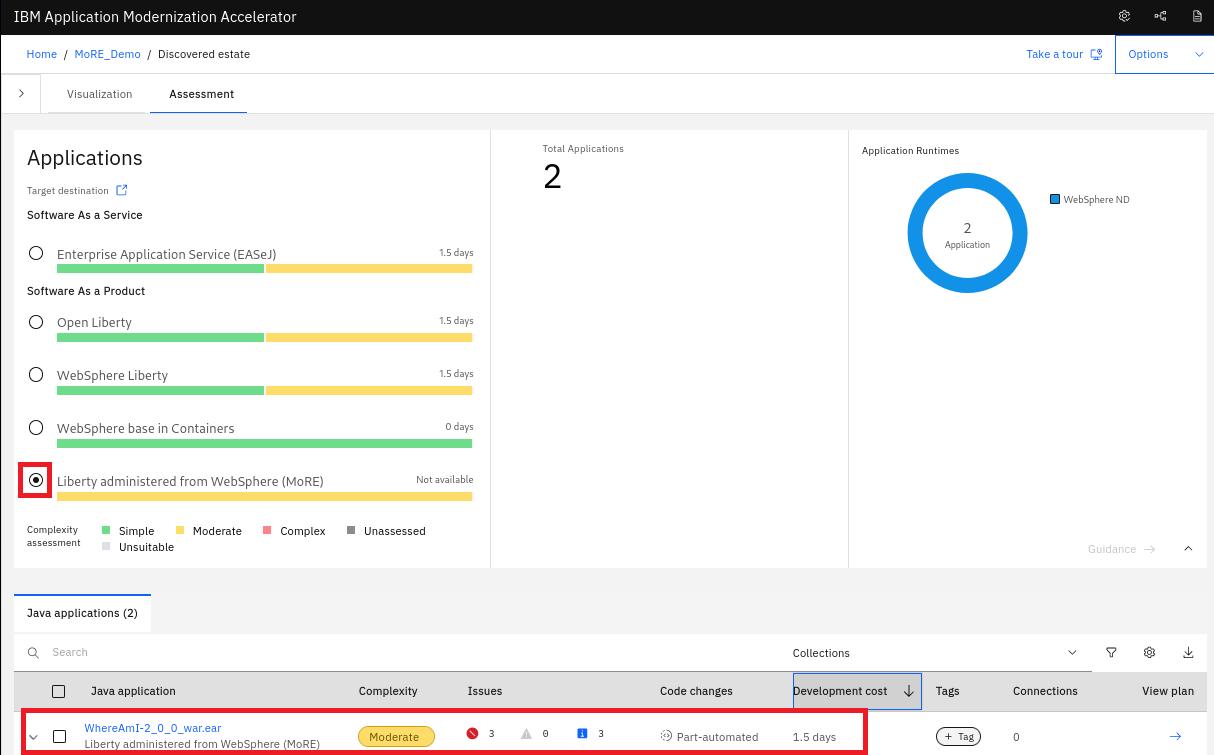 IBM Application Modernization Accelerator
Home / MoRE_Demo / Discovered estate
Take a tour
Options
Visualization
Assessment
Applications
Target destination
Software As a Service
Enterprise Application Service (EASeJ)
1.5 days
Software As a Product
Open Liberty
1.5 days
WebSphere Liberty
1.5 days
WebSphere base in Containers
0 days
Liberty administered from WebSphere (MoRE)
Not available
Complexity assessment
Simple
Moderate
Complex
Unassessed
Unsuitable
Total Applications
2
Application Runtimes
2
Application
WebSphere ND
Guidance
Java applications (2)
Search
Collections
Java application
Complexity
Issues
Code changes
Development cost
Tags
Connections
View plan
WhereAmI-2_0_0_war.ear
Liberty administered from WebSphere (MoRE)
Moderate
3
0
3
Part-automated
1.5 days
+ Tag
0